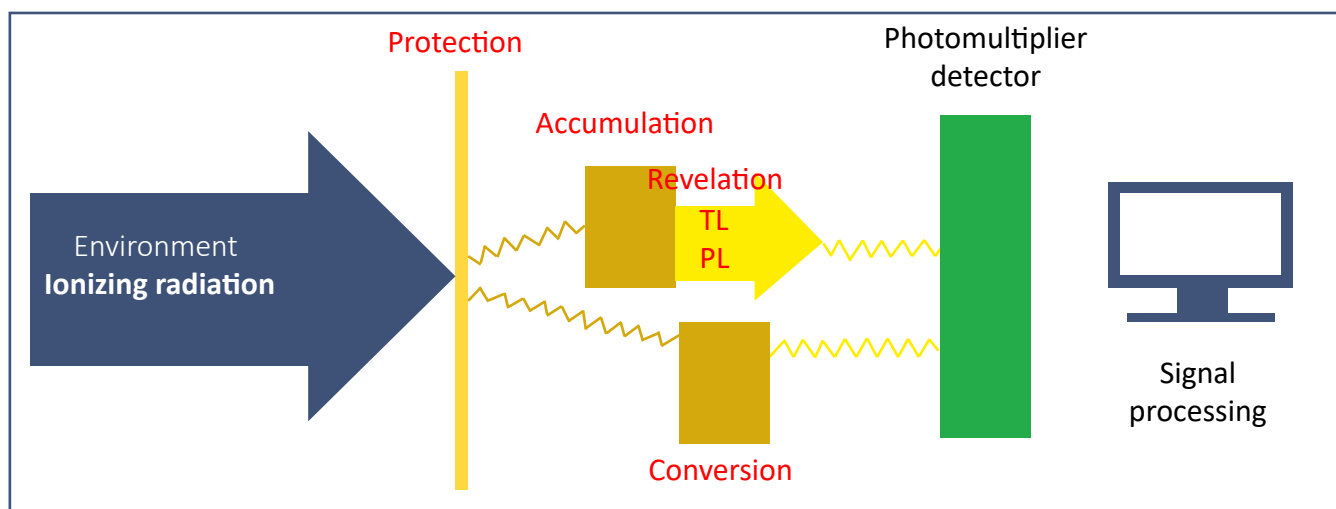 Protection
Photomultiplier
detector
Accumulation
Revelation
TL
PL
Environment
Ionizing radiation
Conversion
Signal
processing